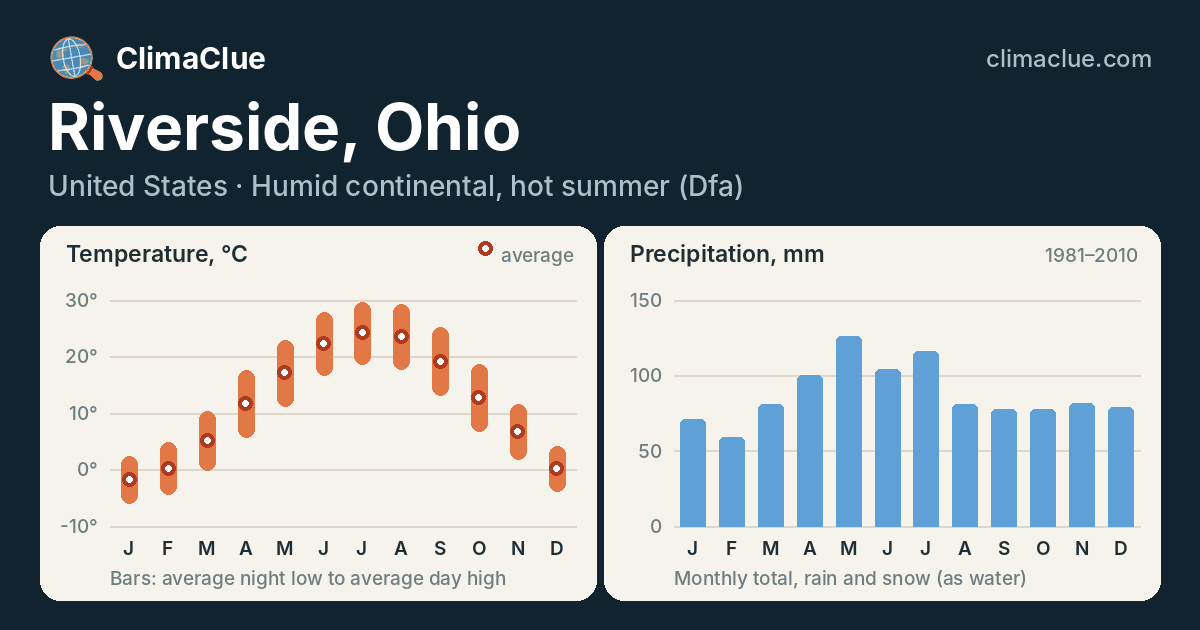 ClimaClue
climaclue.com
Riverside, Ohio
United States · Humid continental, hot summer (Dfa)
Temperature, °C
average
30°
20°
10°
0°
-10°
J F M A M J J A S O N D
Bars: average night low to average day high
Precipitation, mm
1981–2010
150
100
50
0
J F M A M J J A S O N D
Monthly total, rain and snow (as water)